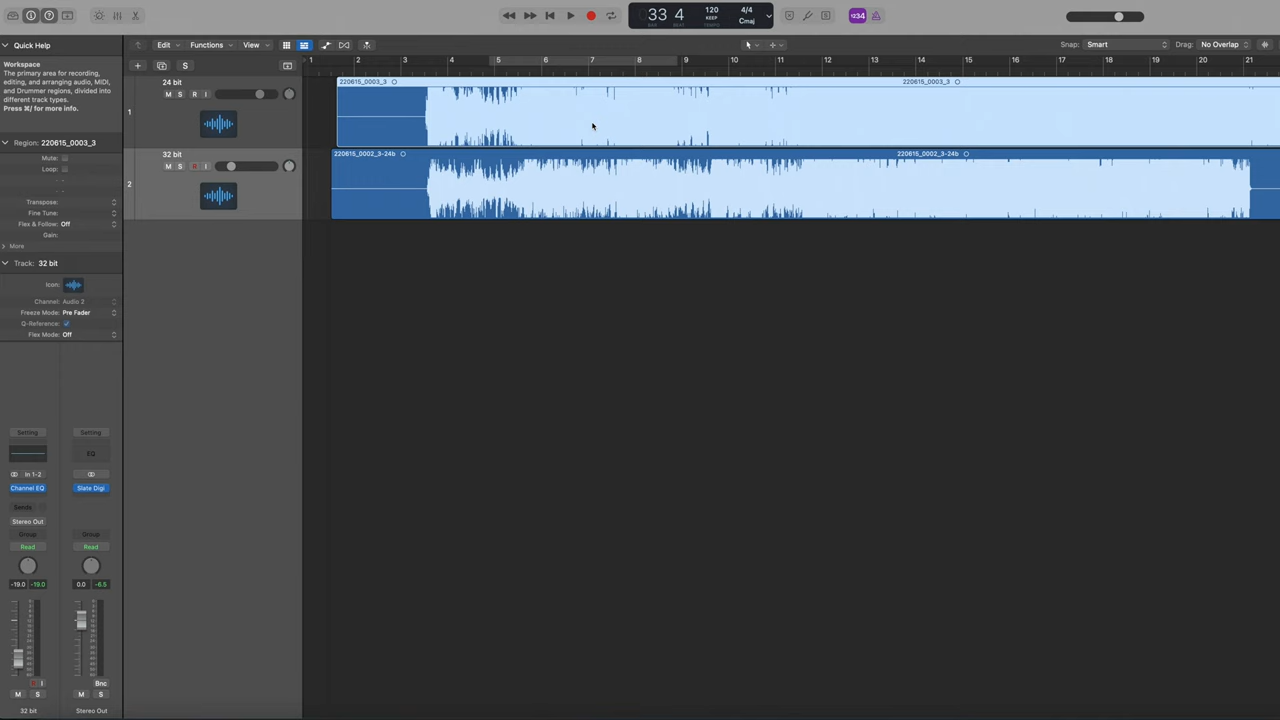 33 4 120 4/4
KEEP Cmaj
TEMPO
1234
Quick Help
Workspace
The primary area for recording,
editing, and arranging audio, MIDI,
and Drummer regions, divided into
different track types.
Press ⌘/ for more info.
Edit Functions View
Snap: Smart Drag: No Overlap
1 2 3 4 5 6 7 8 9 10 11 12 13 14 15 16 17 18 19 20 21
S
1
24 bit
M S R I
220615_0003_3 220615_0003_3
2
32 bit
M S R I
220615_0002_3-24b 220615_0002_3-24b
Region: 220615_0003_3
Mute:
Loop:
Transpose:
Fine Tune:
Flex & Follow: Off
Gain:
More
Track: 32 bit
Icon:
Channel: Audio 2
Freeze Mode: Pre Fader
Q-Reference:
Flex Mode: Off
Setting Setting
EQ
In 1-2
Channel EQ Slate Digi
Sends
Stereo Out
Group Group
Read Read
-19.0 -19.0 0.0 -6.5
R I Bnc
M S M S
32 bit Stereo Out